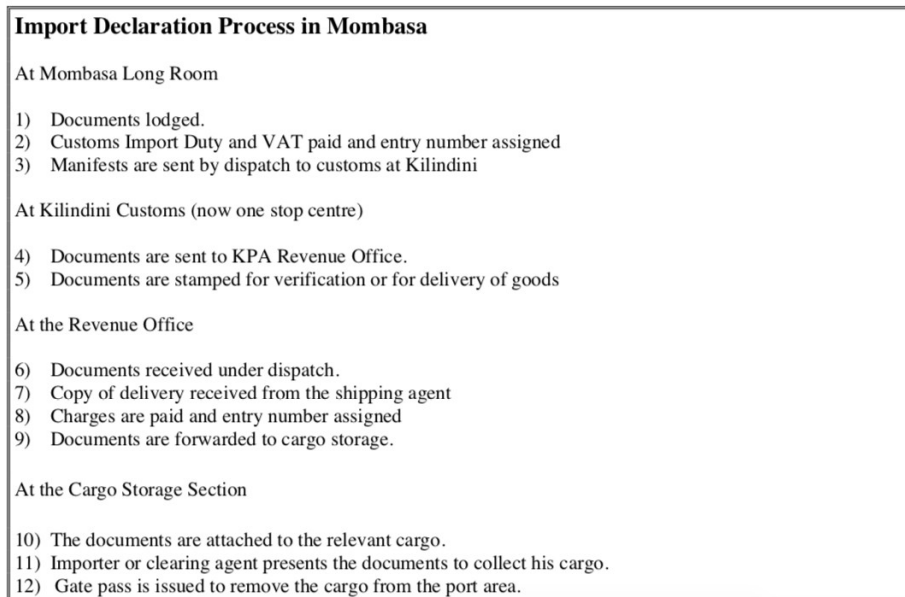 Import Declaration Process in Mombasa
At Mombasa Long Room
1) Documents lodged.
2) Customs Import Duty and VAT paid and entry number assigned
3) Manifests are sent by dispatch to customs at Kilindini
At Kilindini Customs (now one stop centre)
4) Documents are sent to KPA Revenue Office.
5) Documents are stamped for verification or for delivery of goods
At the Revenue Office
6) Documents received under dispatch.
7) Copy of delivery received from the shipping agent
8) Charges are paid and entry number assigned
9) Documents are forwarded to cargo storage.
At the Cargo Storage Section
10) The documents are attached to the relevant cargo.
11) Importer or clearing agent presents the documents to collect his cargo.
12) Gate pass is issued to remove the cargo from the port area.